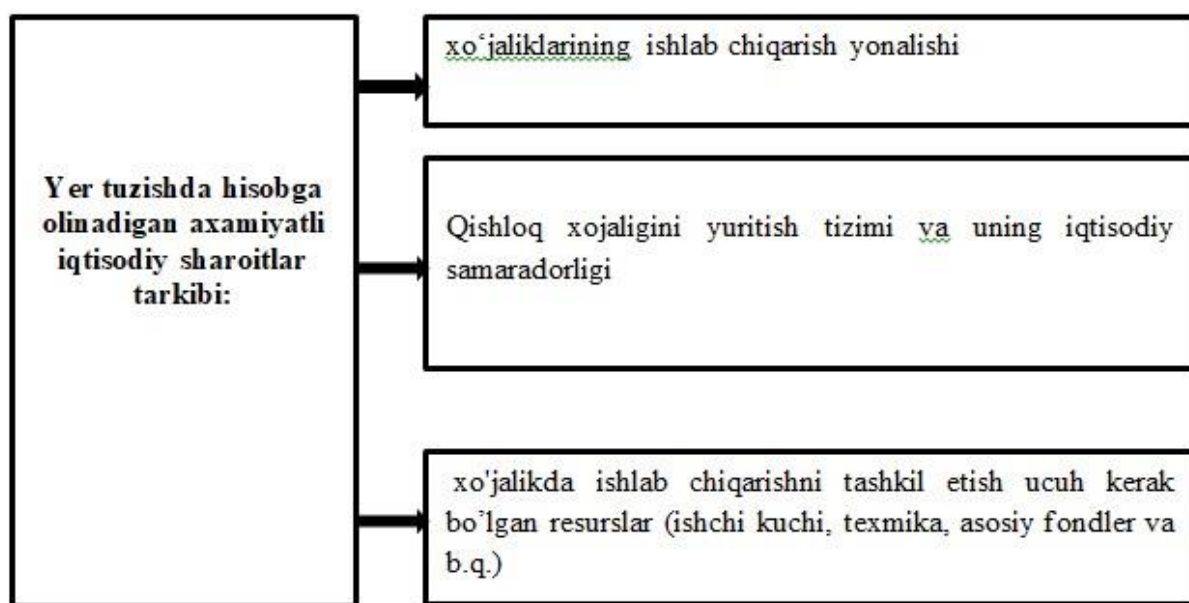 Yer tuzishda hisobga
olinadigan axamiyatli
iqtisodiy sharoitlar
tarkibi:
xo‘jaliklarining ishlab chiqarish yonalishi
Qishloq xojaligini yuritish tizimi va uning iqtisodiy
samaradorligi
xo'jalikda ishlab chiqarishni tashkil etish ucuh kerak
bo’lgan resurslar (ishchi kuchi, texmika, asosiy fondler va
b.q.)